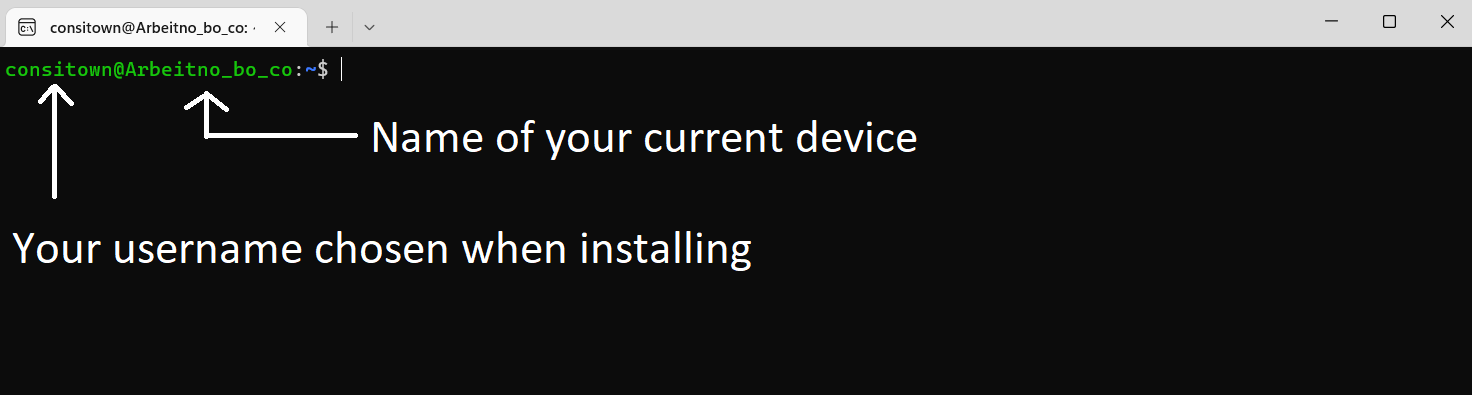 consitown@Arbeitno_bo_co: ~
consitown@Arbeitno_bo_co:~$
Name of your current device
Your username chosen when installing